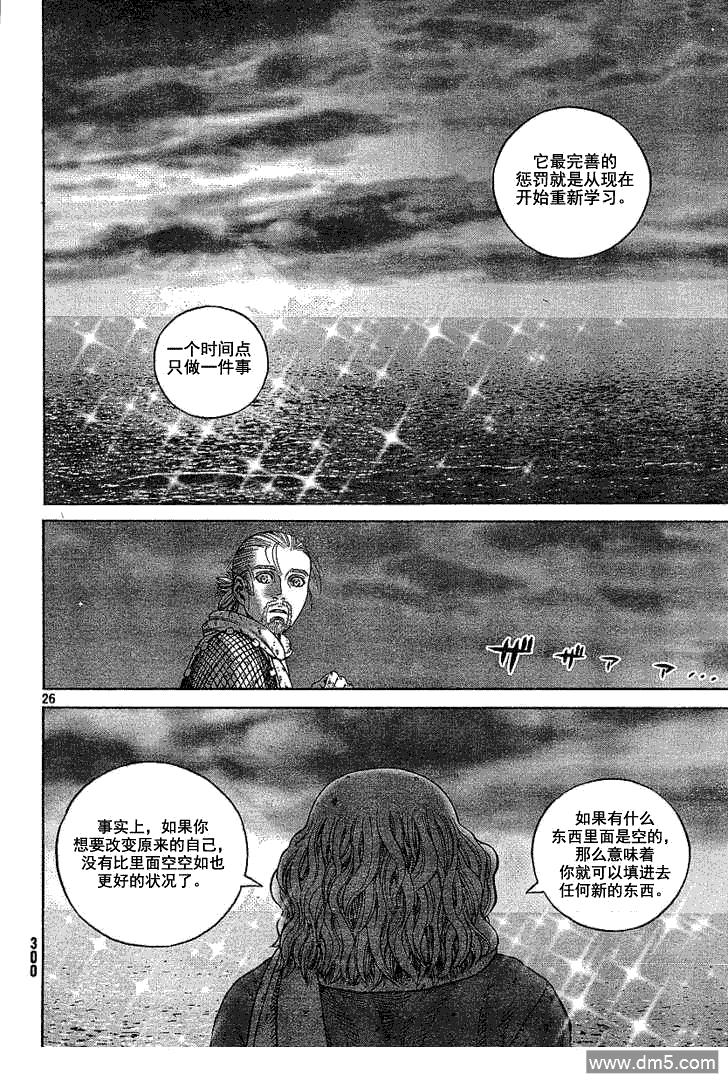 它最完善的
惩罚就是从现在
开始重新学习。
一个时间点
只做一件事
ザザァァ…
26
如果有什么
东西里面是空的,
那么意味着
你就可以填进去
任何新的东西。
事实上，如果你
想要改变原来的自己,
没有比里面空空如也
更好的状况了。
300
www.dm5.com